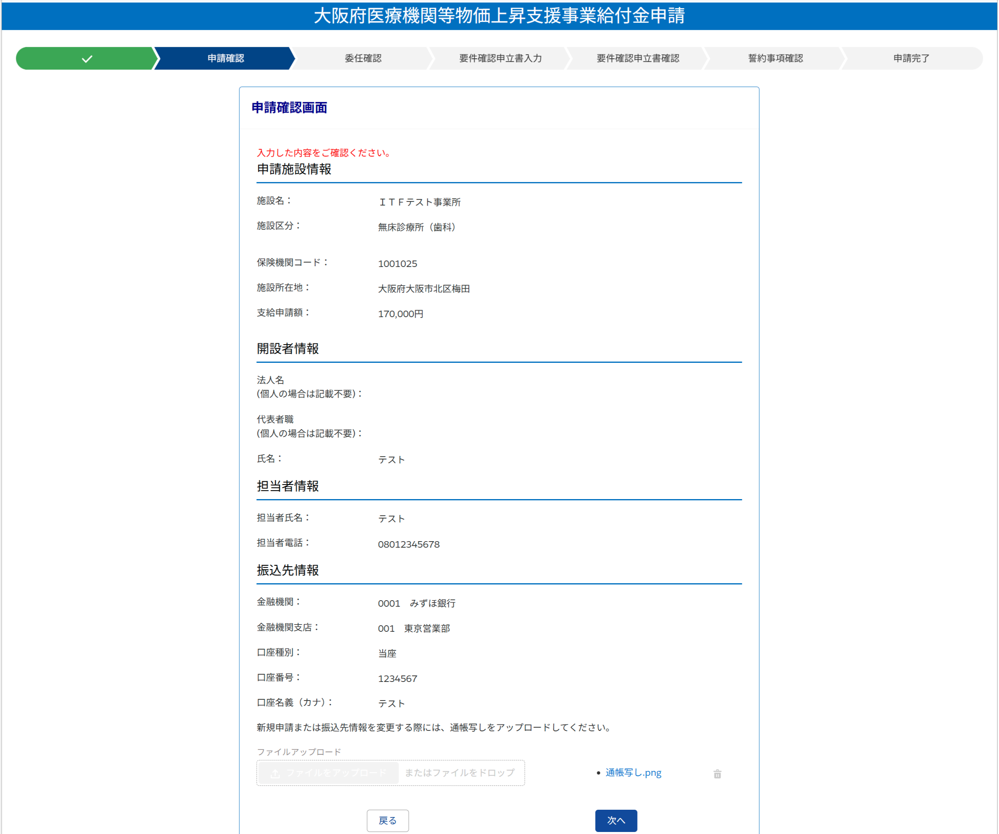 大阪府医療機関等物価上昇支援事業給付金申請
申請確認
委任確認
要件確認申立書入力
要件確認申立書確認
誓約事項確認
申請完了
申請確認画面
入力した内容をご確認ください。
申請施設情報
施設名： ＩＴＦテスト事業所
施設区分： 無床診療所（歯科）
保険機関コード： 1001025
施設所在地： 大阪府大阪市北区梅田
支給申請額： 170,000円
開設者情報
法人名
(個人の場合は記載不要)：
代表者職
(個人の場合は記載不要)：
氏名： テスト
担当者情報
担当者氏名： テスト
担当者電話： 08012345678
振込先情報
金融機関： 0001　みずほ銀行
金融機関支店： 001　東京営業部
口座種別： 当座
口座番号： 1234567
口座名義（カナ）： テスト
新規申請または振込先情報を変更する際には、通帳写しをアップロードしてください。
ファイルアップロード
ファイルをアップロード またはファイルをドロップ
• 通帳写し.png
戻る
次へ